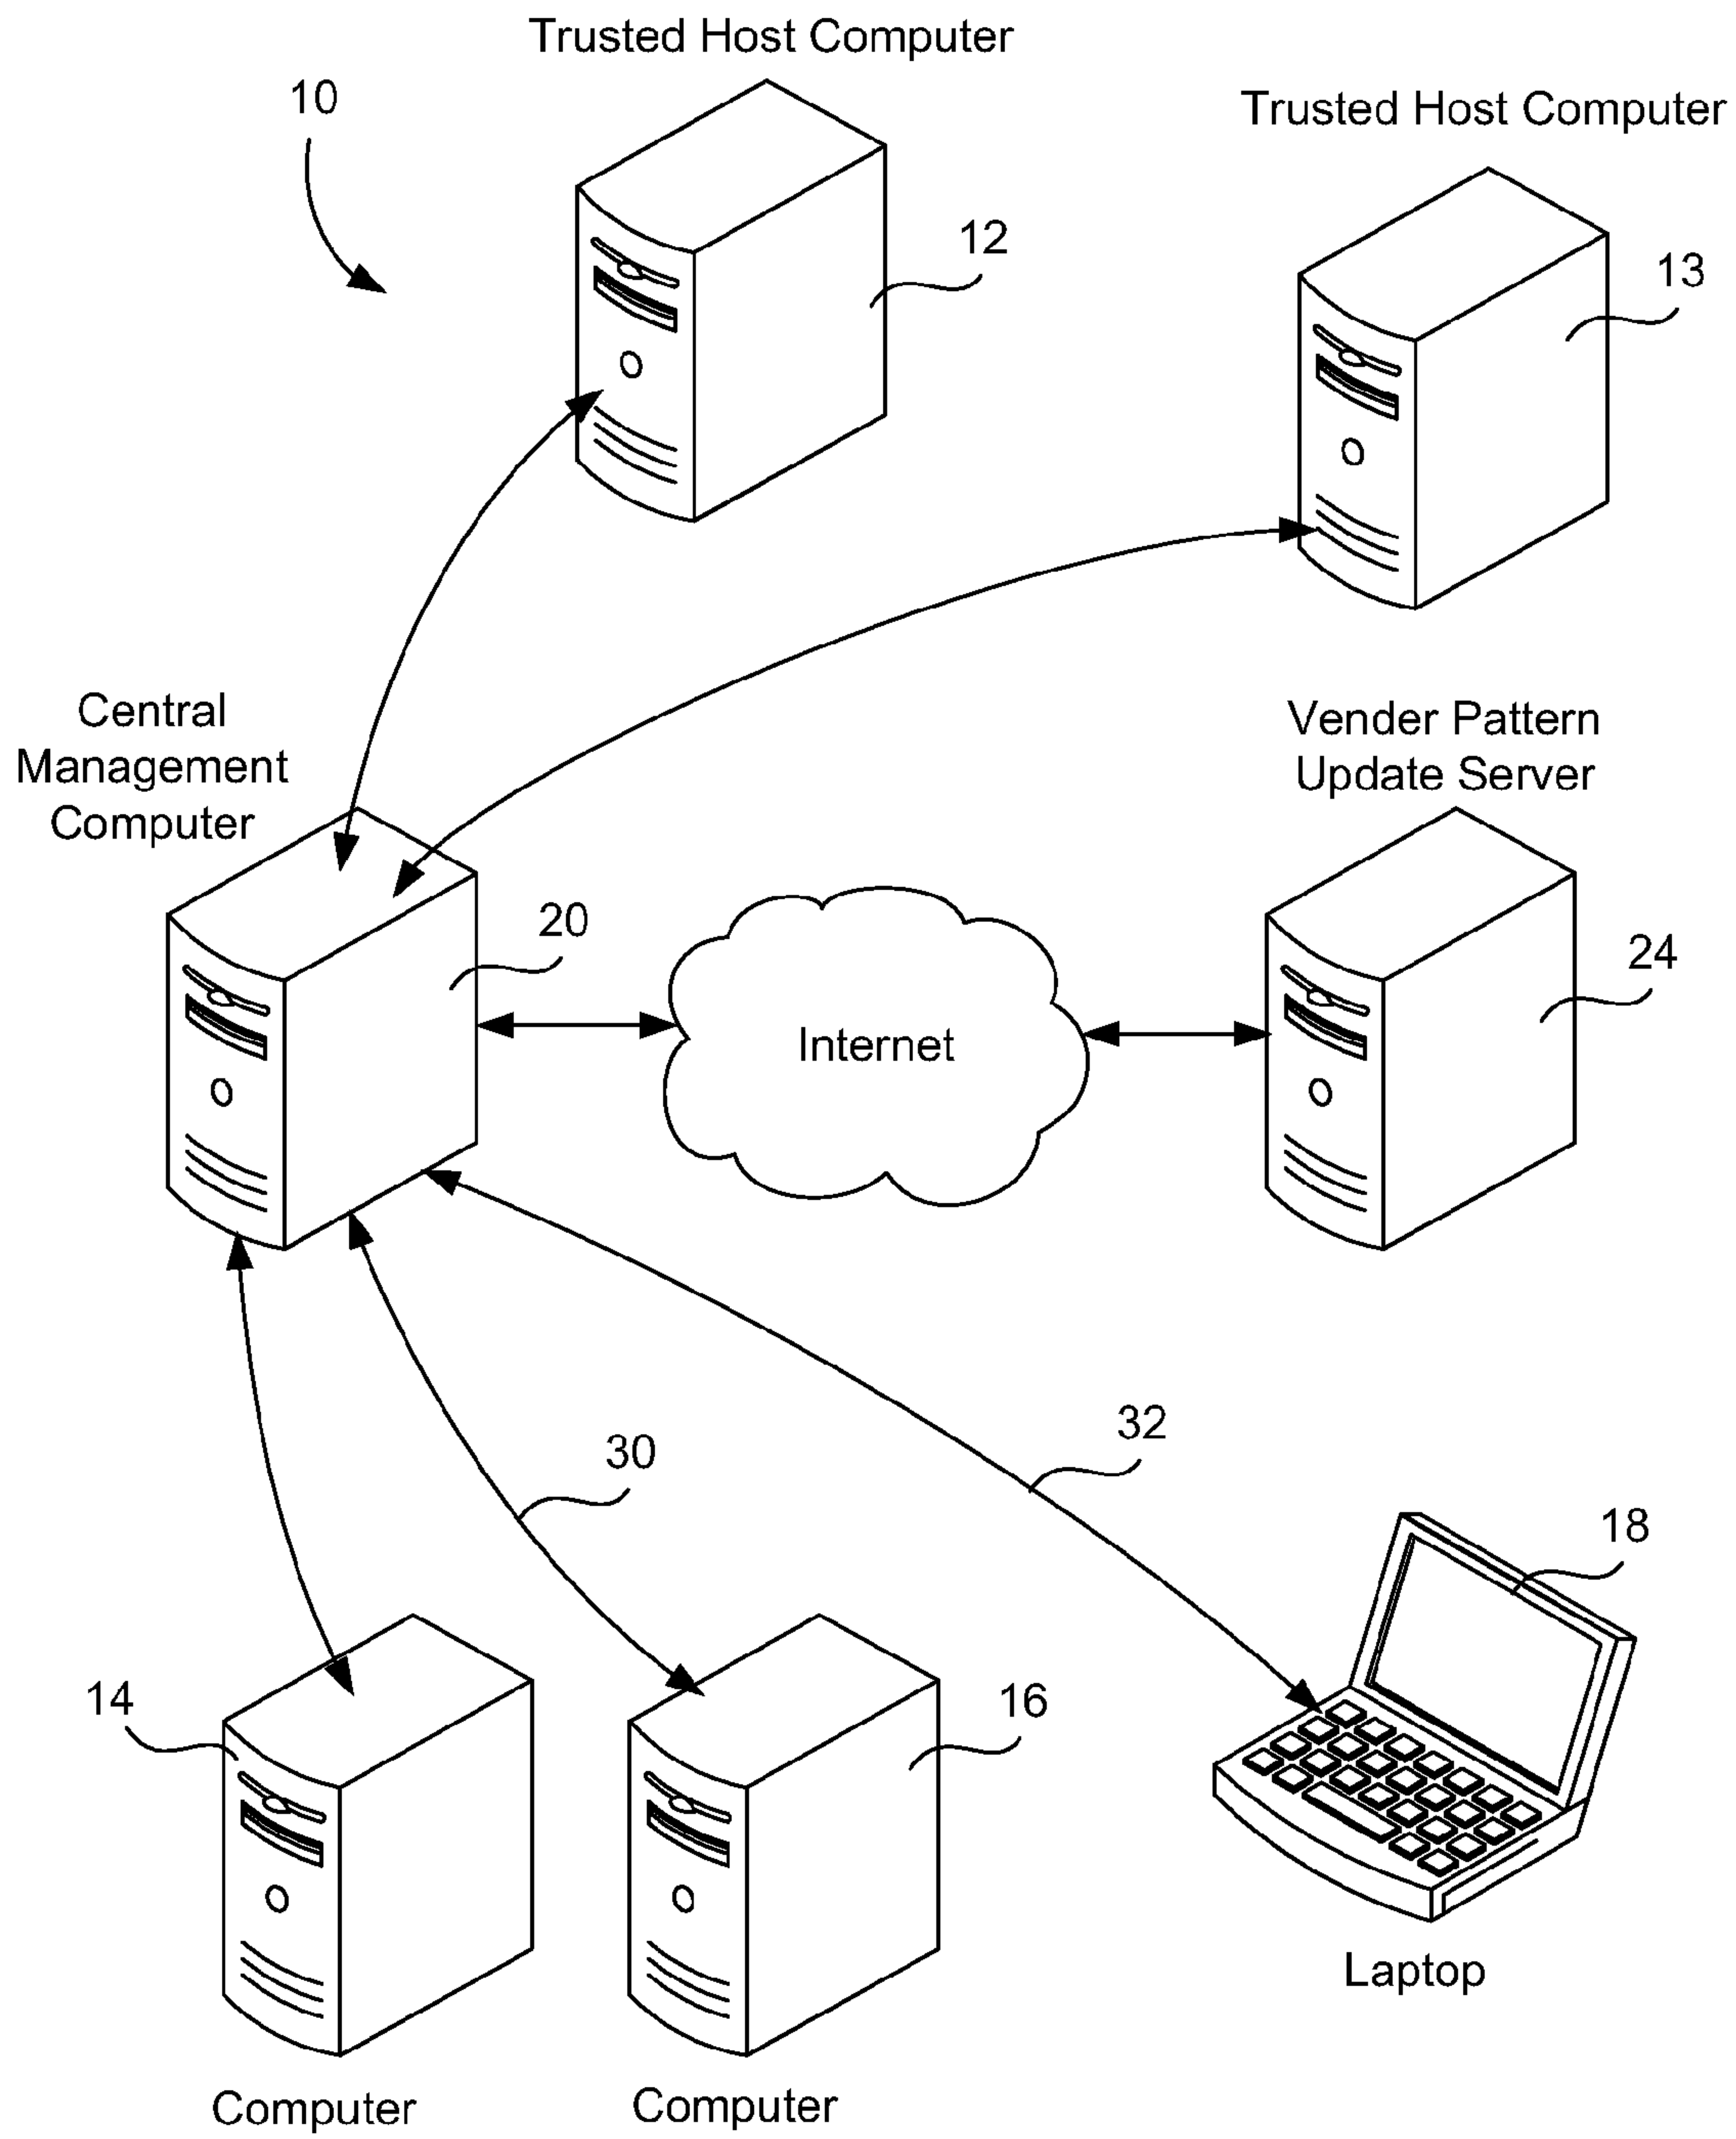 Trusted Host Computer
10
Trusted Host Computer
12
13
Central
Management
Computer
Vender Pattern
Update Server
20
24
Internet
30
32
18
14
16
Laptop
Computer
Computer